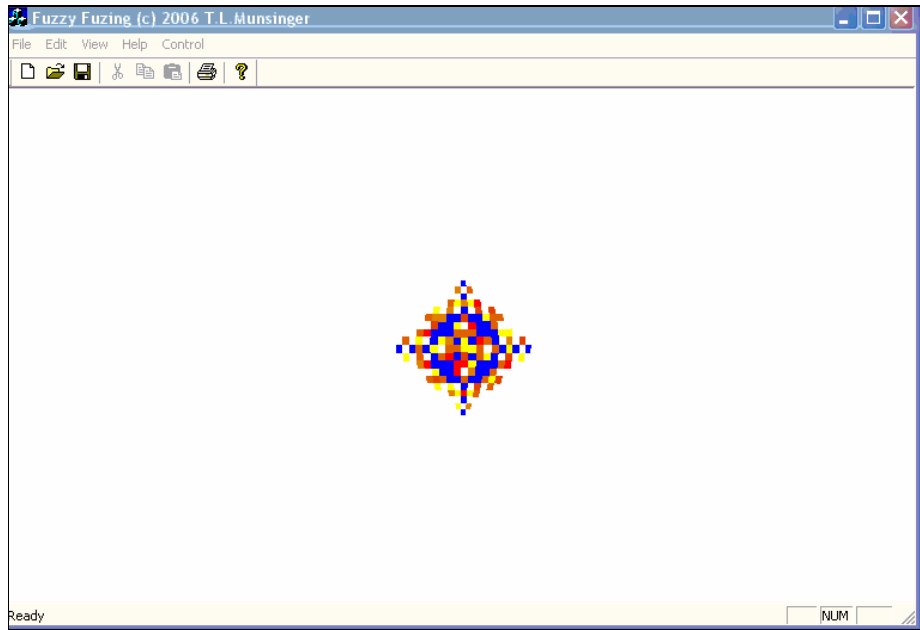 Fuzzy Fuzing (c) 2006 T.L.Munsinger
File Edit View Help Control
?
Ready
NUM